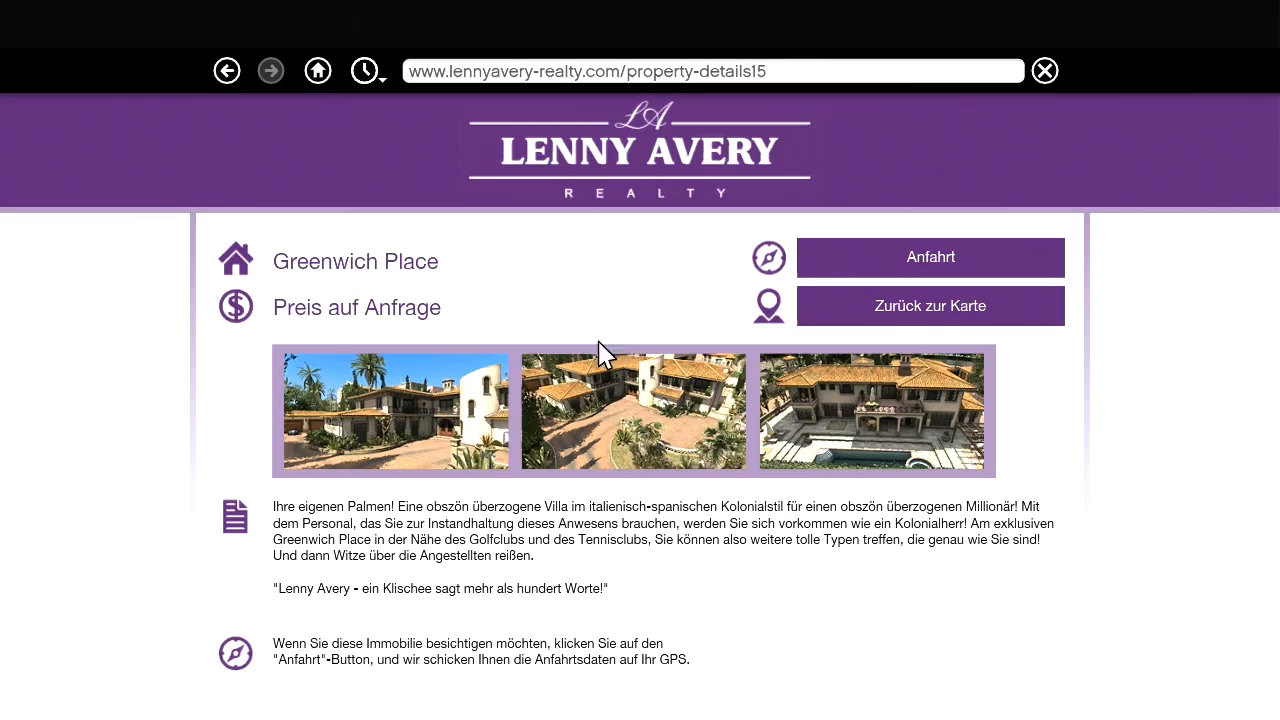 www.lennyavery-realty.com/property-details15
LA
LENNY AVERY
REALTY
Greenwich Place
Anfahrt
Preis auf Anfrage
Zurück zur Karte
Ihre eigenen Palmen! Eine obszön überzogene Villa im italienisch-spanischen Kolonialstil für einen obszön überzogenen Millionär! Mit
dem Personal, das Sie zur Instandhaltung dieses Anwesens brauchen, werden Sie sich vorkommen wie ein Kolonialherr! Am exklusiven
Greenwich Place in der Nähe des Golfclubs und des Tennisclubs, Sie können also weitere tolle Typen treffen, die genau wie Sie sind!
Und dann Witze über die Angestellten reißen.
"Lenny Avery - ein Klischee sagt mehr als hundert Worte!"
Wenn Sie diese Immobilie besichtigen möchten, klicken Sie auf den
"Anfahrt"-Button, und wir schicken Ihnen die Anfahrtsdaten auf Ihr GPS.